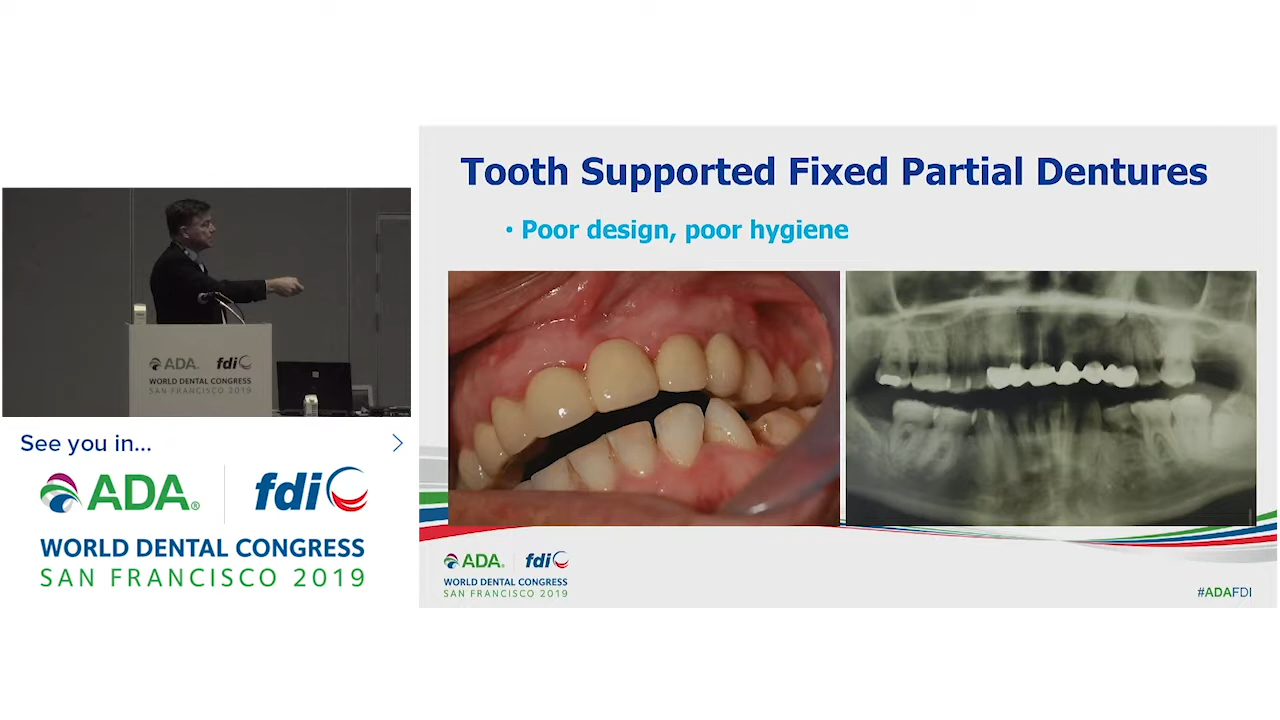 Tooth Supported Fixed Partial Dentures
• Poor design, poor hygiene
ADA fdi
WORLD DENTAL CONGRESS
SAN FRANCISCO 2019
See you in...
ADA® fdi
WORLD DENTAL CONGRESS
SAN FRANCISCO 2019
ADA. fdi
WORLD DENTAL CONGRESS
SAN FRANCISCO 2019
#ADAFDI